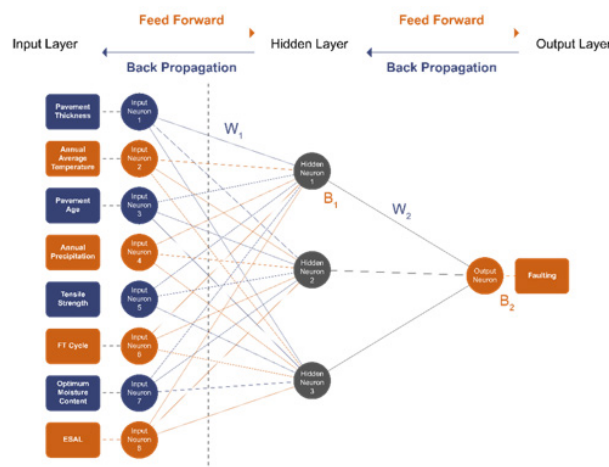 Feed Forward
Feed Forward
Input Layer
Hidden Layer
Output Layer
Back Propagation
Back Propagation
Pavement
Thickness
Input
Neuron
1
W1
Annual
Average
Temperature
Input
Neuron
2
Hidden
Neuron
1
B1
W2
Pavement
Age
Input
Neuron
3
Annual
Precipitation
Input
Neuron
4
Hidden
Neuron
2
Output
Neuron
B2
Faulting
Tensile
Strength
Input
Neuron
5
FT Cycle
Input
Neuron
6
Optimum
Moisture
Content
Input
Neuron
7
Hidden
Neuron
3
ESAL
Input
Neuron
8